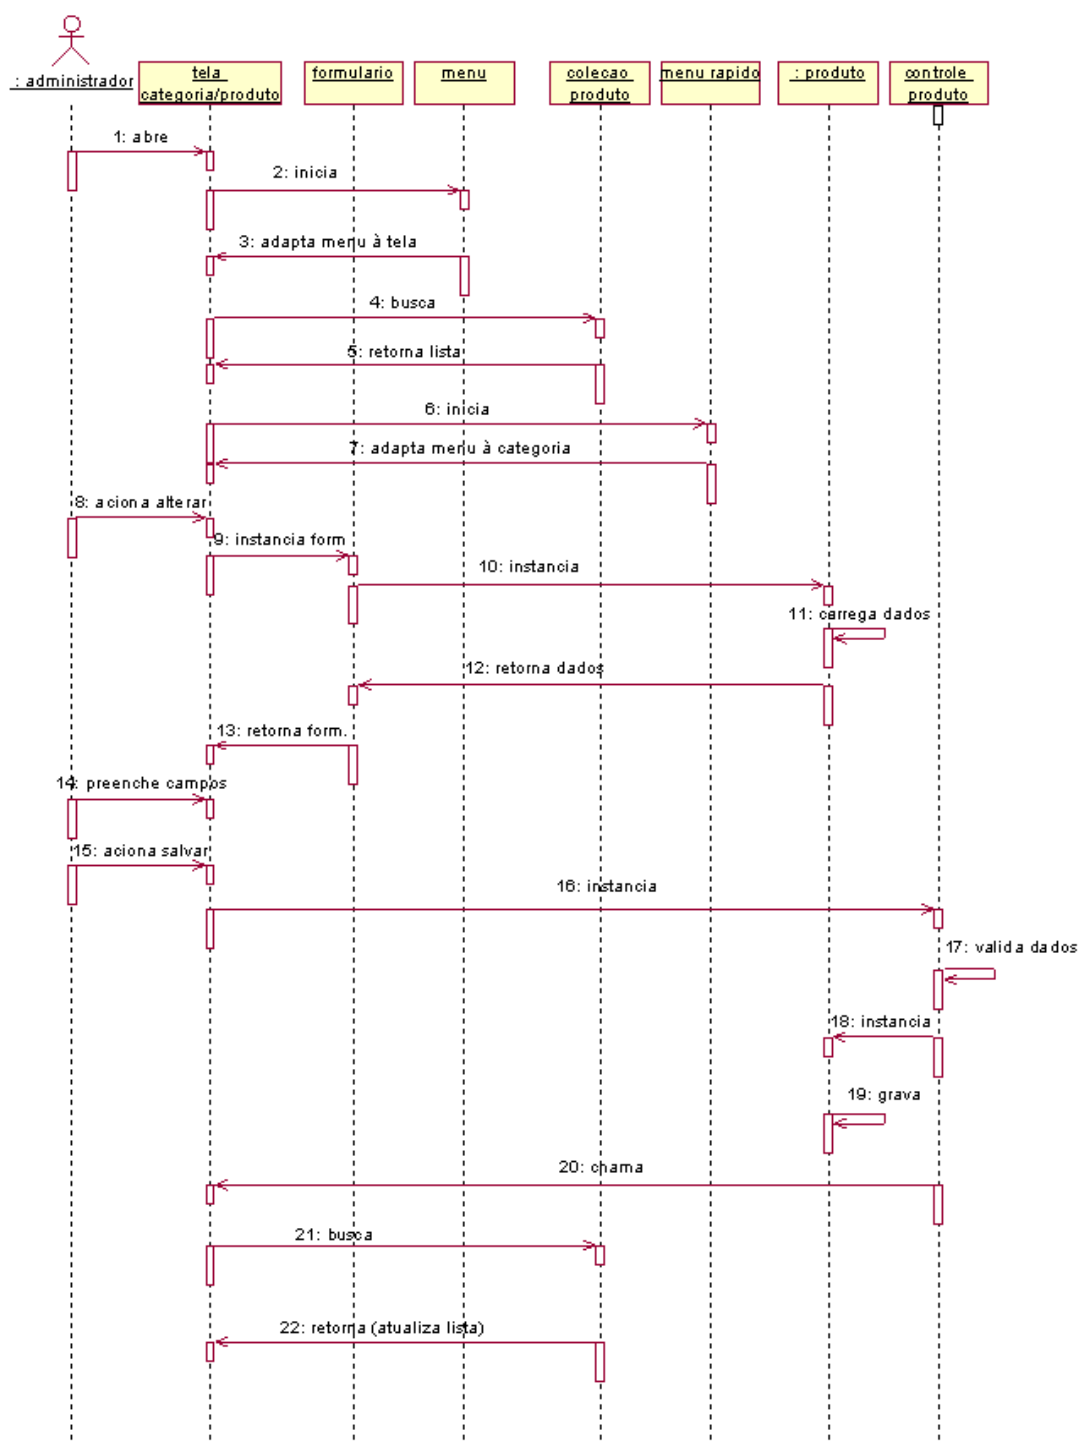 : administrador
tela
categoria/produto
formulario
menu
colecao
produto
menu rapido
: produto
controle
produto
1: abre
2: inicia
3: adapta menu à tela
4: busca
5: retorna lista
6: inicia
7: adapta menu à categoria
8: aciona alterar
9: instancia form
10: instancia
11: carrega dados
12: retorna dados
13: retorna form.
14: preenche campos
15: aciona salvar
16: instancia
17: valida dados
18: instancia
19: grava
20: chama
21: busca
22: retorna (atualiza lista)